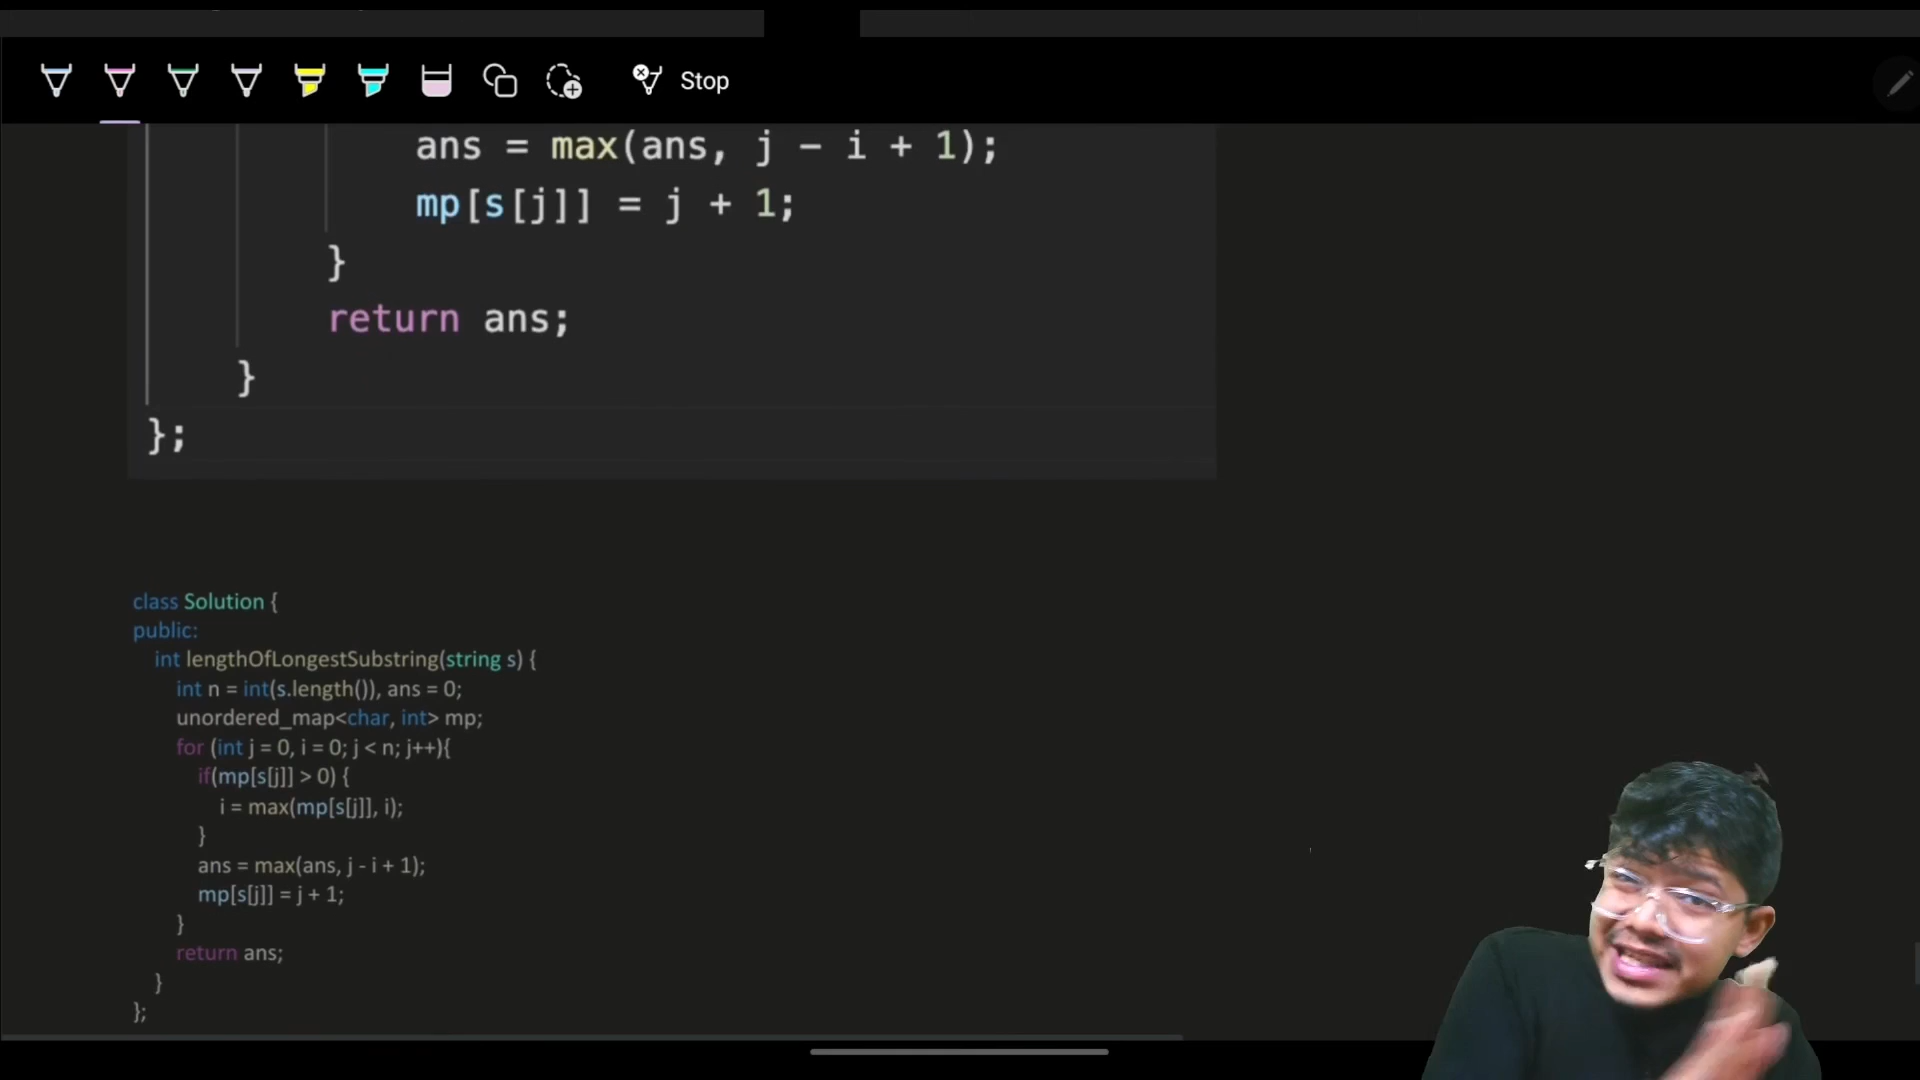 Stop
ans = max(ans, j - i + 1);
mp[s[j]] = j + 1;
}
return ans;
}
};
class Solution {
public:
int lengthOfLongestSubstring(string s) {
int n = int(s.length()), ans = 0;
unordered_map<char, int> mp;
for (int j = 0, i = 0; j < n; j++){
if(mp[s[j]] > 0) {
i = max(mp[s[j]], i);
}
ans = max(ans, j - i + 1);
mp[s[j]] = j + 1;
}
return ans;
}
};